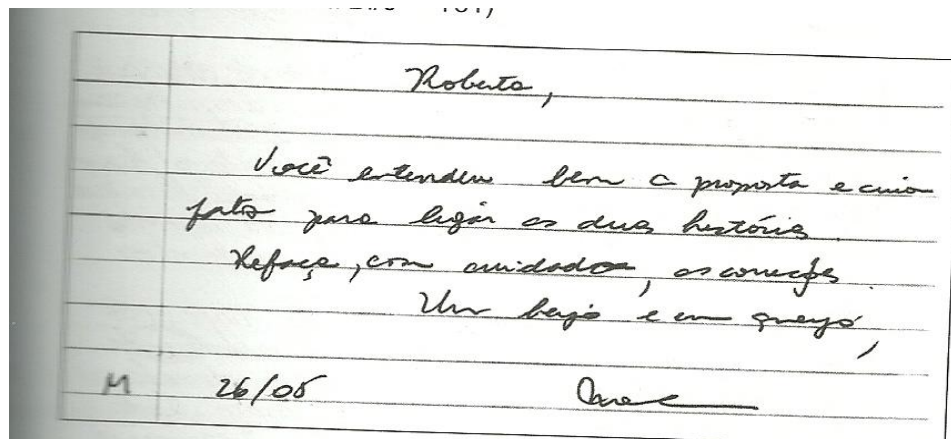 Roberta,
Você entendeu bem a proposta e criou
fatos para ligar as duas histórias.
Refaça, com cuidado, as correções.
Um beijo e um queijo,
M 26/05